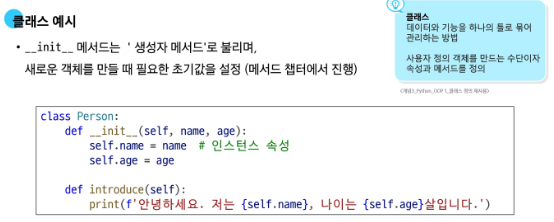 클래스 예시
• __init__ 메서드는 ' 생성자 메서드'로 불리며,
새로운 객체를 만들 때 필요한 초기값을 설정 (메서드 챕터에서 진행)
클래스
데이터와 기능을 하나의 틀로 묶어
관리하는 방법
사용자 정의 객체를 만드는 수단이자
속성과 메서드를 정의
class Person:
    def __init__(self, name, age):
        self.name = name  # 인스턴스 속성
        self.age = age
    def introduce(self):
        print(f'안녕하세요. 저는 {self.name}, 나이는 {self.age}살입니다.')